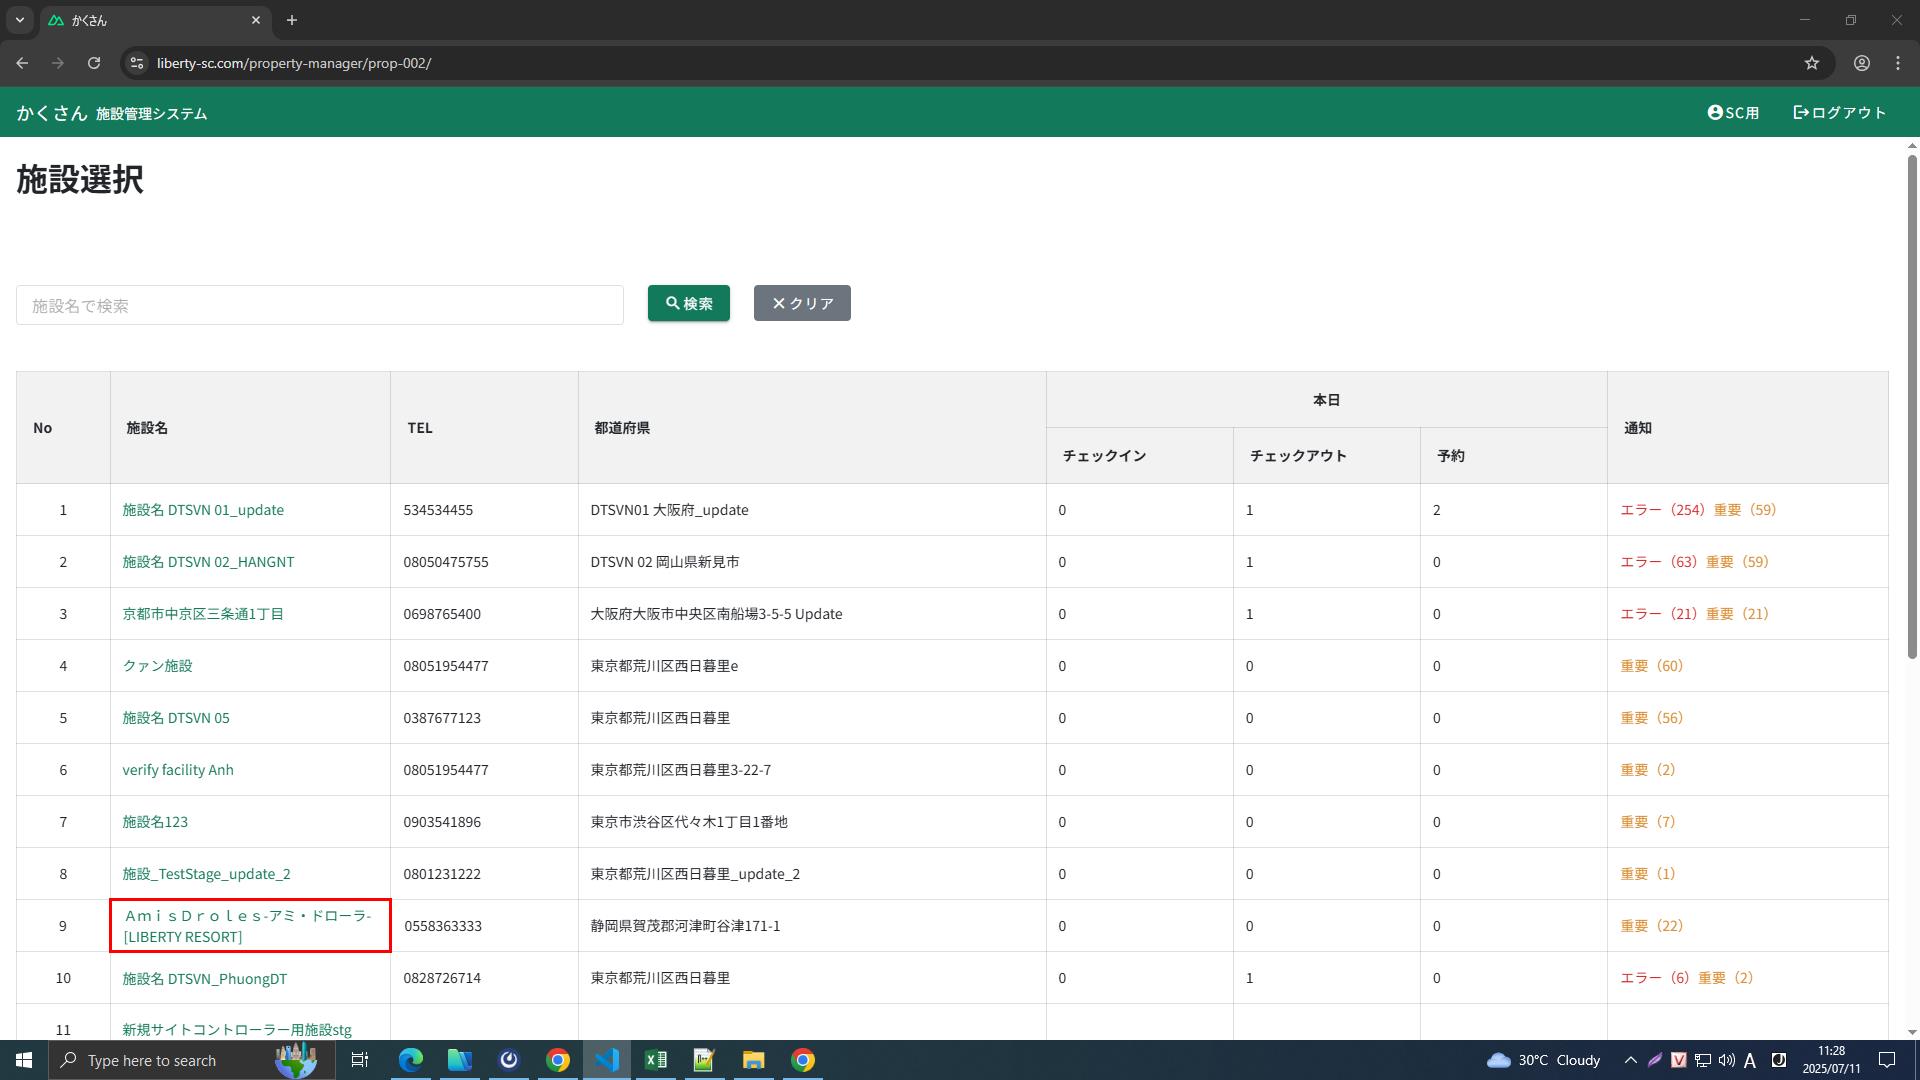 かくさん
liberty-sc.com/property-manager/prop-002/
かくさん 施設管理システム SC用 ログアウト
施設選択
施設名で検索 検索 クリア
本日
No 施設名 TEL 都道府県 通知
チェックイン チェックアウト 予約
1 施設名 DTSVN 01_update 534534455 DTSVN01 大阪府_update 0 1 2 エラー（254）重要（59）
2 施設名 DTSVN 02_HANGNT 08050475755 DTSVN 02 岡山県新見市 0 1 0 エラー（63）重要（59）
3 京都市中京区三条通1丁目 0698765400 大阪府大阪市中央区南船場3-5-5 Update 0 1 0 エラー（21）重要（21）
4 クァン施設 08051954477 東京都荒川区西日暮里e 0 0 0 重要（60）
5 施設名 DTSVN 05 0387677123 東京都荒川区西日暮里 0 0 0 重要（56）
6 verify facility Anh 08051954477 東京都荒川区西日暮里3-22-7 0 0 0 重要（2）
7 施設名123 0903541896 東京市渋谷区代々木1丁目1番地 0 0 0 重要（7）
8 施設_TestStage_update_2 0801231222 東京都荒川区西日暮里_update_2 0 0 0 重要（1）
9 ＡｍｉｓＤｒｏｌｅｓ-アミ・ドローラ-
[LIBERTY RESORT] 0558363333 静岡県賀茂郡河津町谷津171-1 0 0 0 重要（22）
10 施設名 DTSVN_PhuongDT 0828726714 東京都荒川区西日暮里 0 1 0 エラー（6）重要（2）
11 新規サイトコントローラー用施設stg
Type here to search 30°C Cloudy A 11:28
2025/07/11